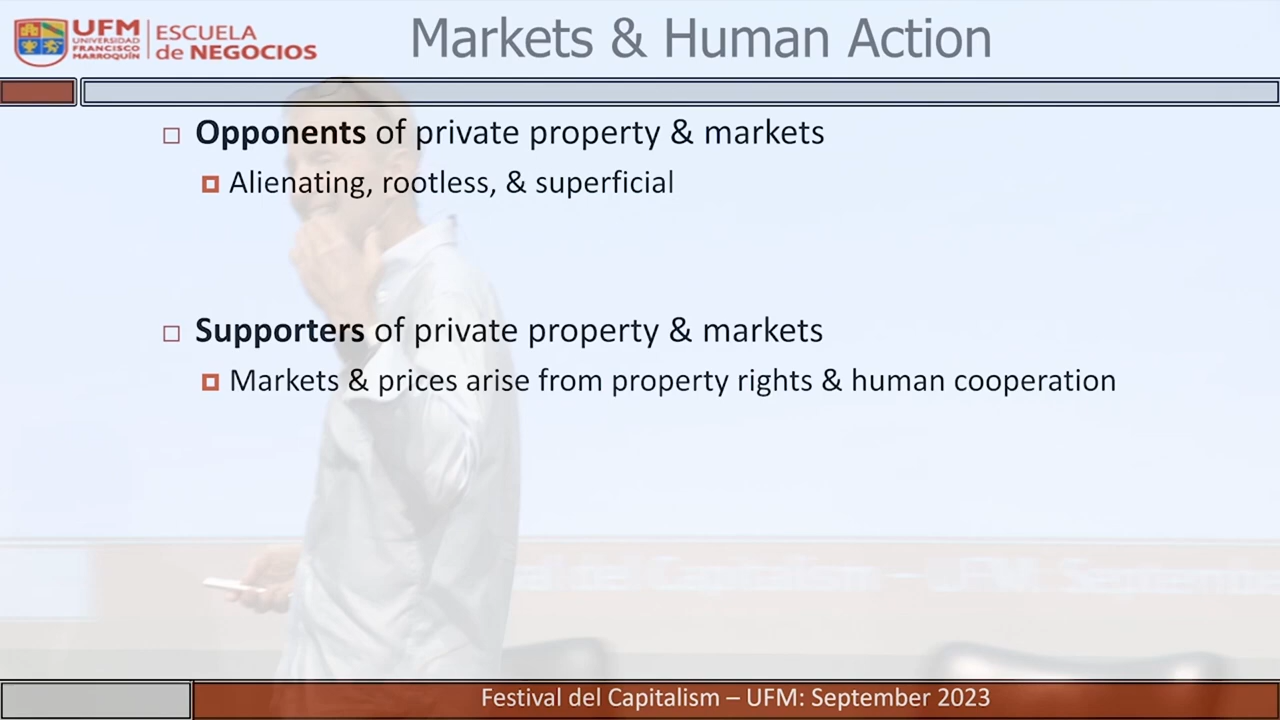 UFM
UNIVERSIDAD
FRANCISCO
MARROQUÍN
ESCUELA
de NEGOCIOS
Markets & Human Action
Opponents of private property & markets
Alienating, rootless, & superficial
Supporters of private property & markets
Markets & prices arise from property rights & human cooperation
Festival del Capitalism – UFM: September 2023